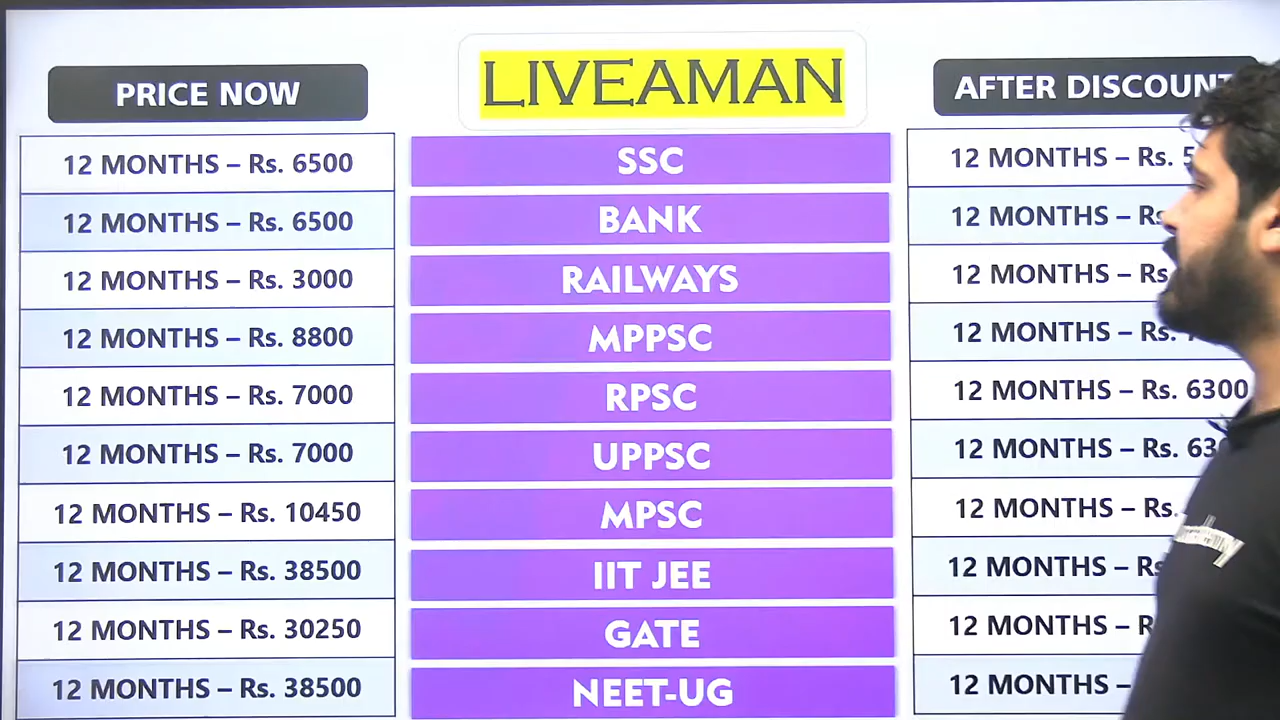 PRICE NOW LIVEAMAN AFTER DISCOUNT
12 MONTHS – Rs. 6500 SSC 12 MONTHS – Rs. 5
12 MONTHS – Rs. 6500 BANK 12 MONTHS – Rs.
12 MONTHS – Rs. 3000 RAILWAYS 12 MONTHS – Rs.
12 MONTHS – Rs. 8800 MPPSC 12 MONTHS – Rs.
12 MONTHS – Rs. 7000 RPSC 12 MONTHS – Rs. 6300
12 MONTHS – Rs. 7000 UPPSC 12 MONTHS – Rs.
12 MONTHS – Rs. 10450 MPSC 12 MONTHS – Rs.
12 MONTHS – Rs. 38500 IIT JEE 12 MONTHS –
12 MONTHS – Rs. 30250 GATE 12 MONTHS –
12 MONTHS – Rs. 38500 NEET-UG 12 MONTHS –